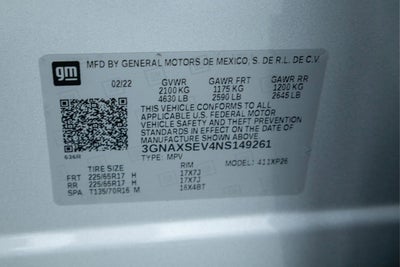 gm
MFD BY GENERAL MOTORS DE MEXICO, S. DE R.L. DE C.V.
02/22 GVWR GAWR FRT GAWR RR
2100 KG 1175 KG 1200 KG
4630 LB 2590 LB 2645 LB
THIS VEHICLE CONFORMS TO ALL
APPLICABLE U.S. FEDERAL MOTOR
VEHICLE SAFETY, BUMPER, AND THEFT
PREVENTION STANDARDS IN EFFECT ON
THE DATE OF MANUFACTURE
SHOWN ABOVE
636R 3GNAXSEV4NS149261
TYPE: MPV MODEL: 411XP26
TIRE SIZE RIM
FRT 225/65R17 H 17X7J
RR 225/65R17 H 17X7J
SPA T135/70R16 M 16X4BT